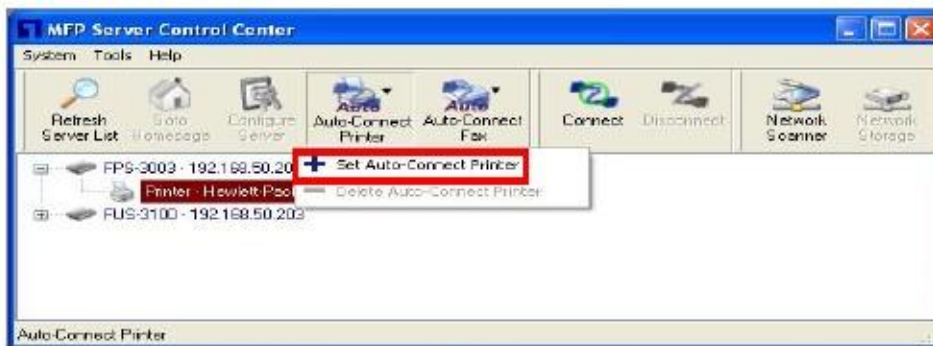 MFP Server Control Center
System Tools Help
Refresh Server List
Goto Homepage
Configure Server
Auto
Auto-Connect Printer
Auto
Auto-Connect Fax
Connect
Disconnect
Network Scanner
Network Storage
FPS-3003 - 192.168.50.20
Set Auto-Connect Printer
Printer - Hewlett-Pac
Delete Auto-Connect Printer
FUS-3100 - 192.168.50.203
Auto-Connect Printer